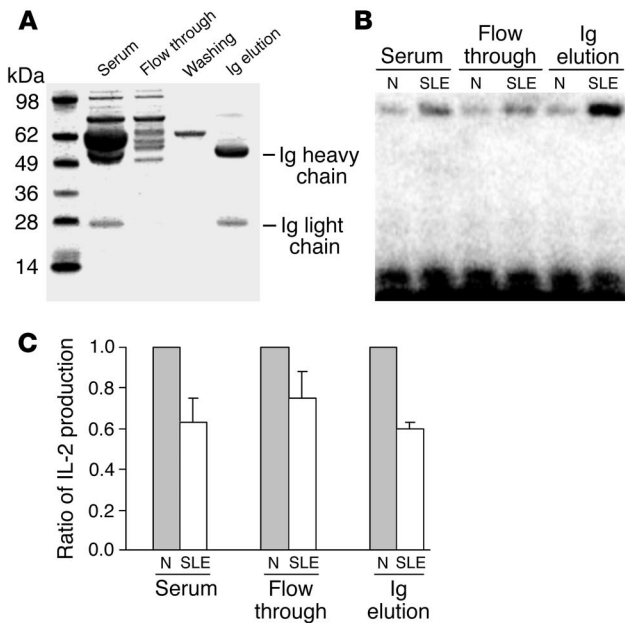 A
Serum
Flow through
Washing
Ig elution
kDa
98
62
49
36
28
14
Ig heavy
chain
Ig light
chain
B
Serum
Flow
through
Ig
elution
N SLE N SLE N SLE
C
Ratio of IL-2 production
1.0
0.8
0.6
0.4
0.2
0.0
N SLE N SLE N SLE
Serum
Flow
through
Ig
elution